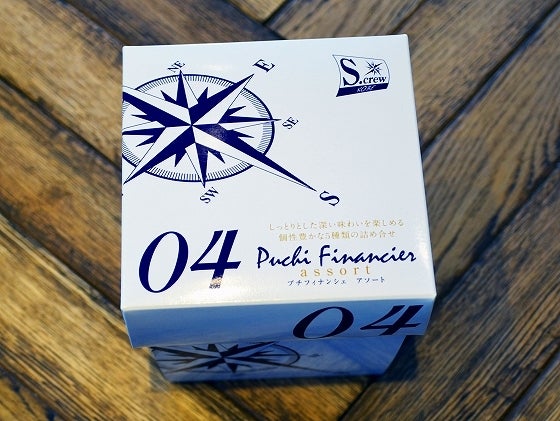 NE
E
SE
S
SW
S.crew
KOBE
しっとりとした深い味わいを楽しめる
個性豊かな5種類の詰め合せ
04
Puchi Financier
assort
プチフィナンシェ アソート
04